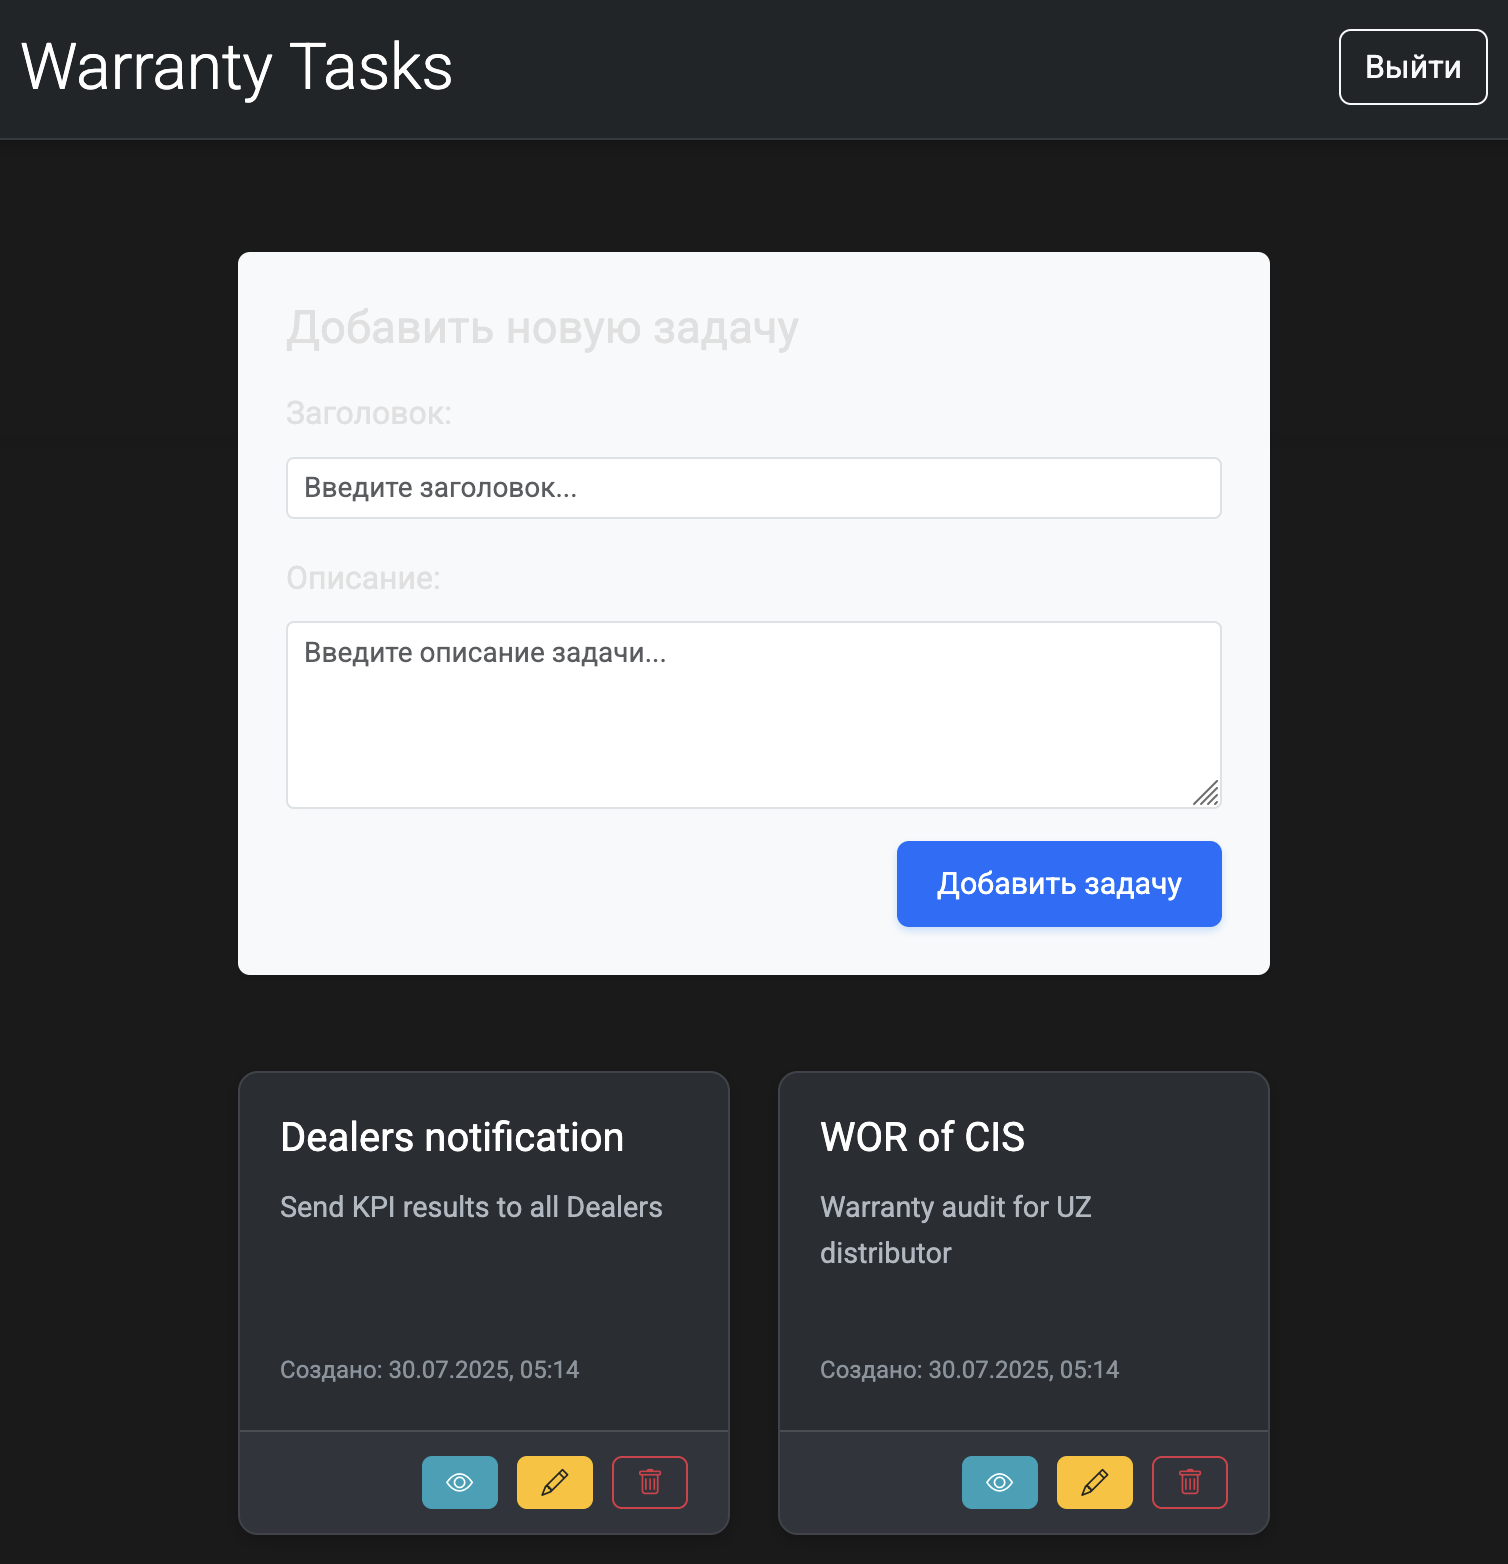 Warranty Tasks
Выйти
Добавить новую задачу
Заголовок:
Введите заголовок...
Описание:
Введите описание задачи...
Добавить задачу
Dealers notification
Send KPI results to all Dealers
Создано: 30.07.2025, 05:14
WOR of CIS
Warranty audit for UZ
distributor
Создано: 30.07.2025, 05:14